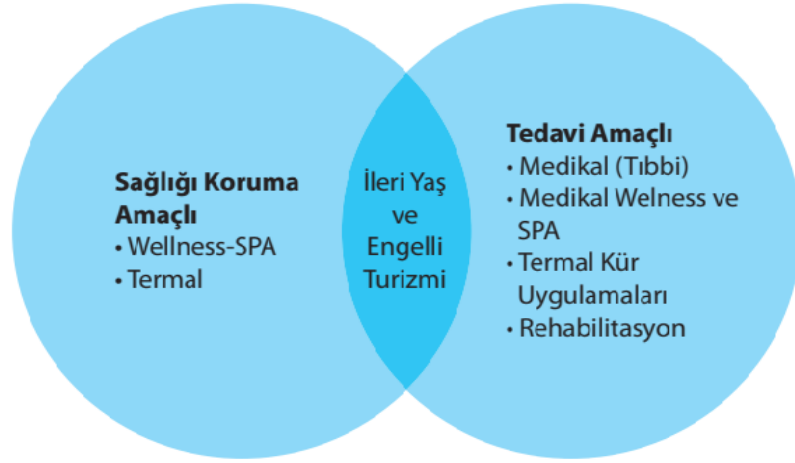 Sağlığı Koruma
Amaçlı
• Wellness-SPA
• Termal
İleri Yaş
ve
Engelli
Turizmi
Tedavi Amaçlı
• Medikal (Tıbbi)
• Medikal Welness ve
SPA
• Termal Kür
Uygulamaları
• Rehabilitasyon